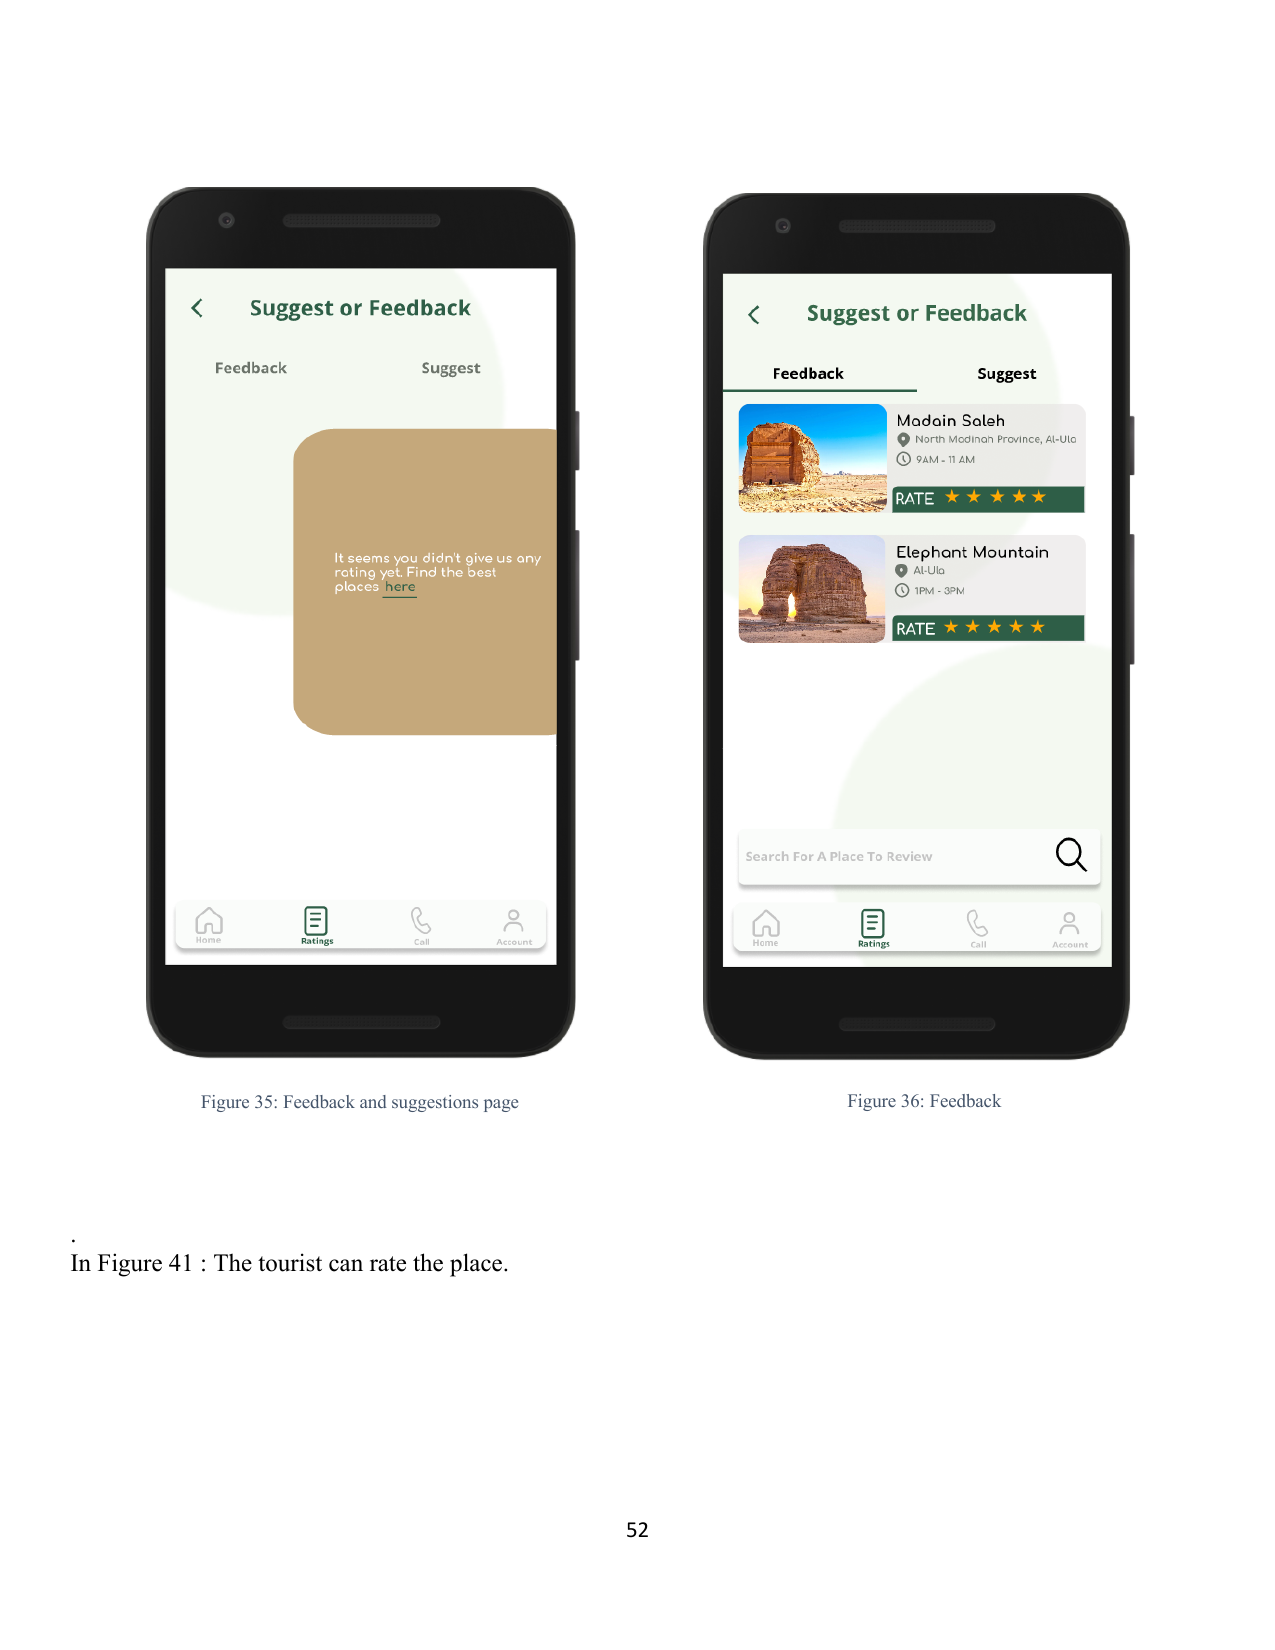 Suggest or Feedback
Feedback Suggest
It seems you didn't give us any
rating yet. Find the best
places here
Home Ratings Call Account
Suggest or Feedback
Feedback Suggest
Madain Saleh
North Madinah Province, Al-Ula
9AM - 11 AM
RATE
Elephant Mountain
Al-Ula
1PM - 3PM
RATE
Search For A Place To Review
Home Ratings Call Account
Figure 35: Feedback and suggestions page
Figure 36: Feedback
.
In Figure 41 : The tourist can rate the place.
52